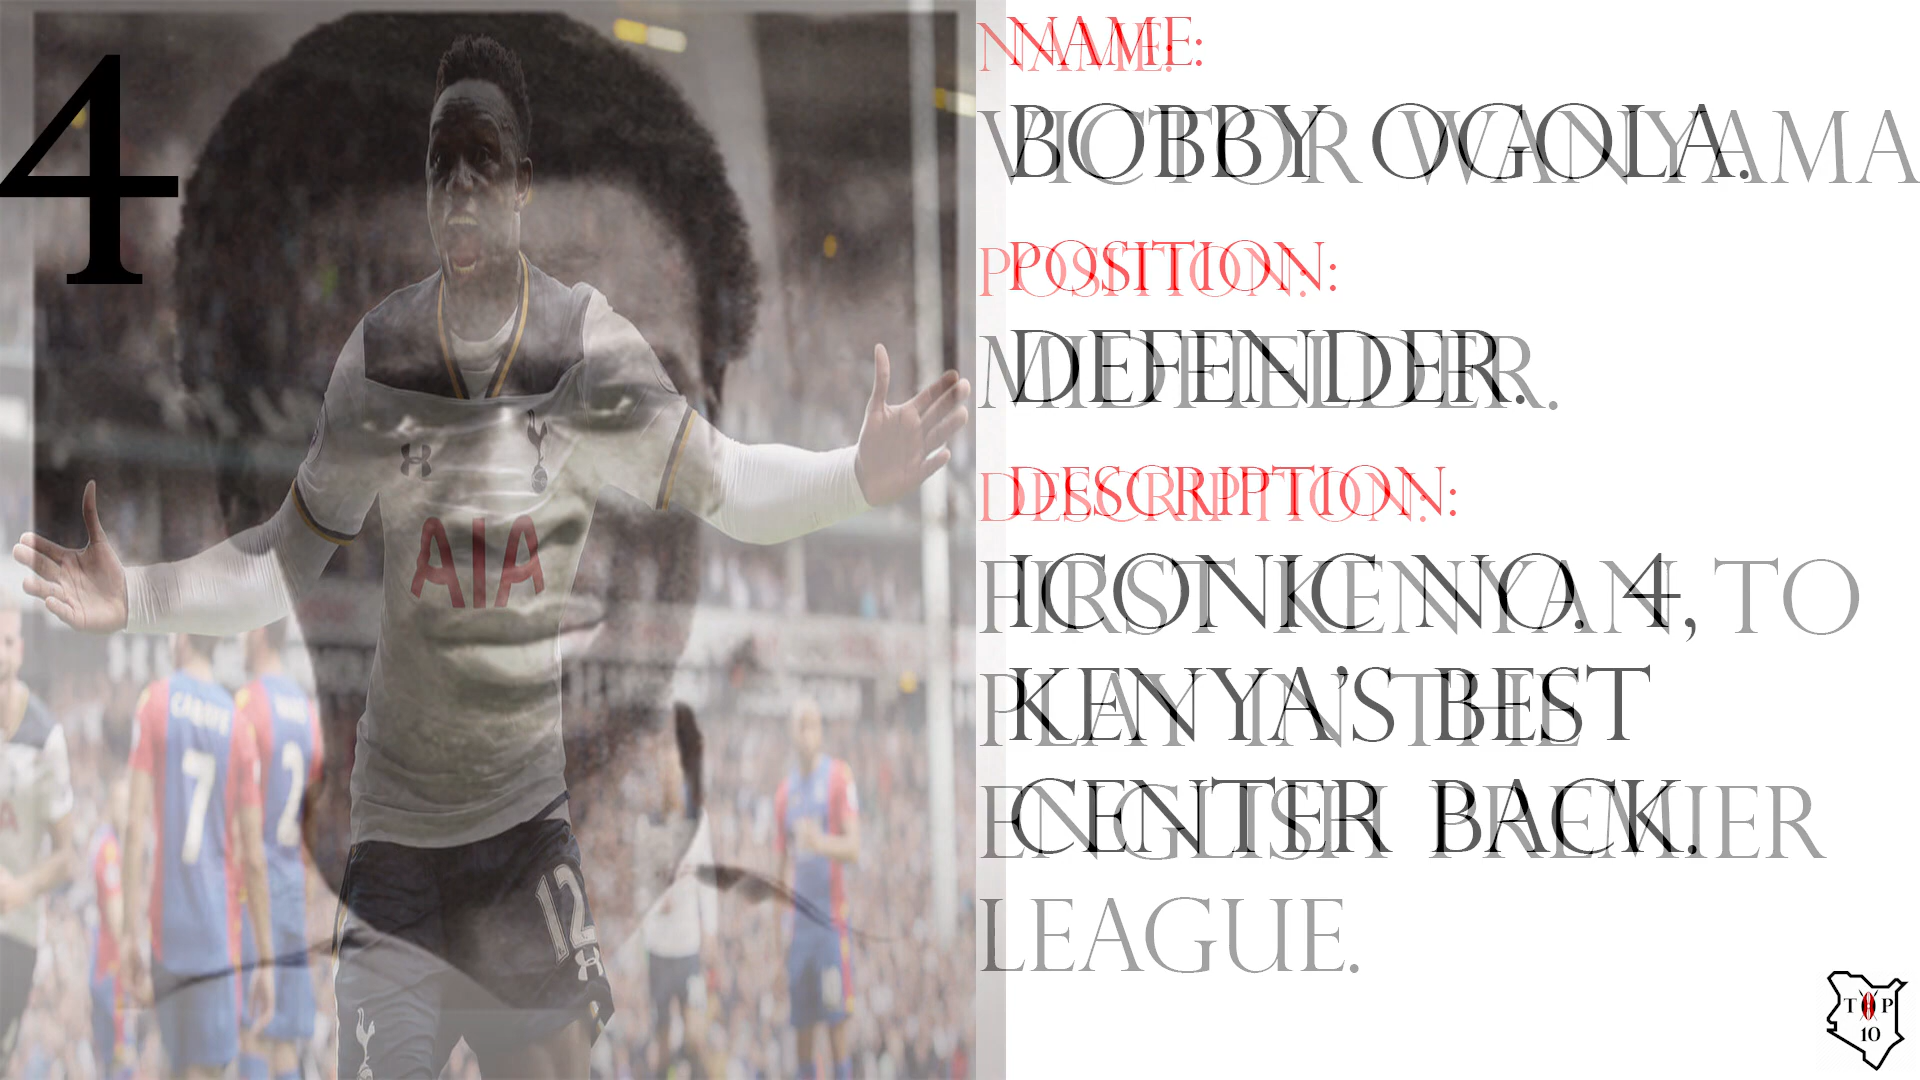 4
NAME:
BOBBY OGOLA.
POSITION:
DEFENDER.
DESCRIPTION:
ICONIC NO. 4,
KENYA'S BEST
CENTER BACK.
NAME:
VICTOR WANYAMA
POSITION:
MIDFIELDER.
DESCRIPTION:
FIRST KENYAN TO
PLAY IN THE
ENGLISH PREMIER
LEAGUE.
AIA
12
7
2
TOP
10